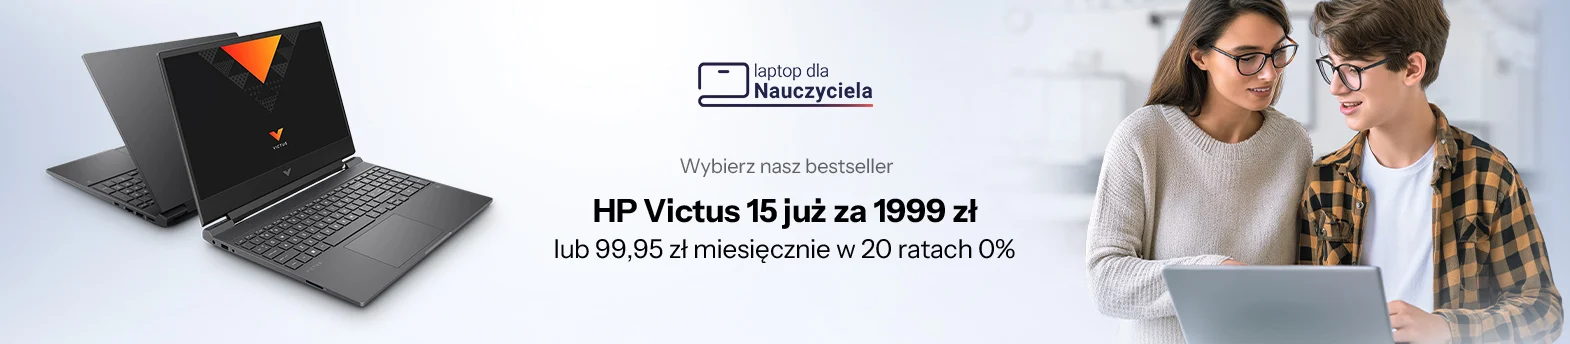 laptop dla
Nauczyciela
Wybierz nasz bestseller
HP Victus 15 już za 1999 zł
lub 99,95 zł miesięcznie w 20 ratach 0%
VICTUS